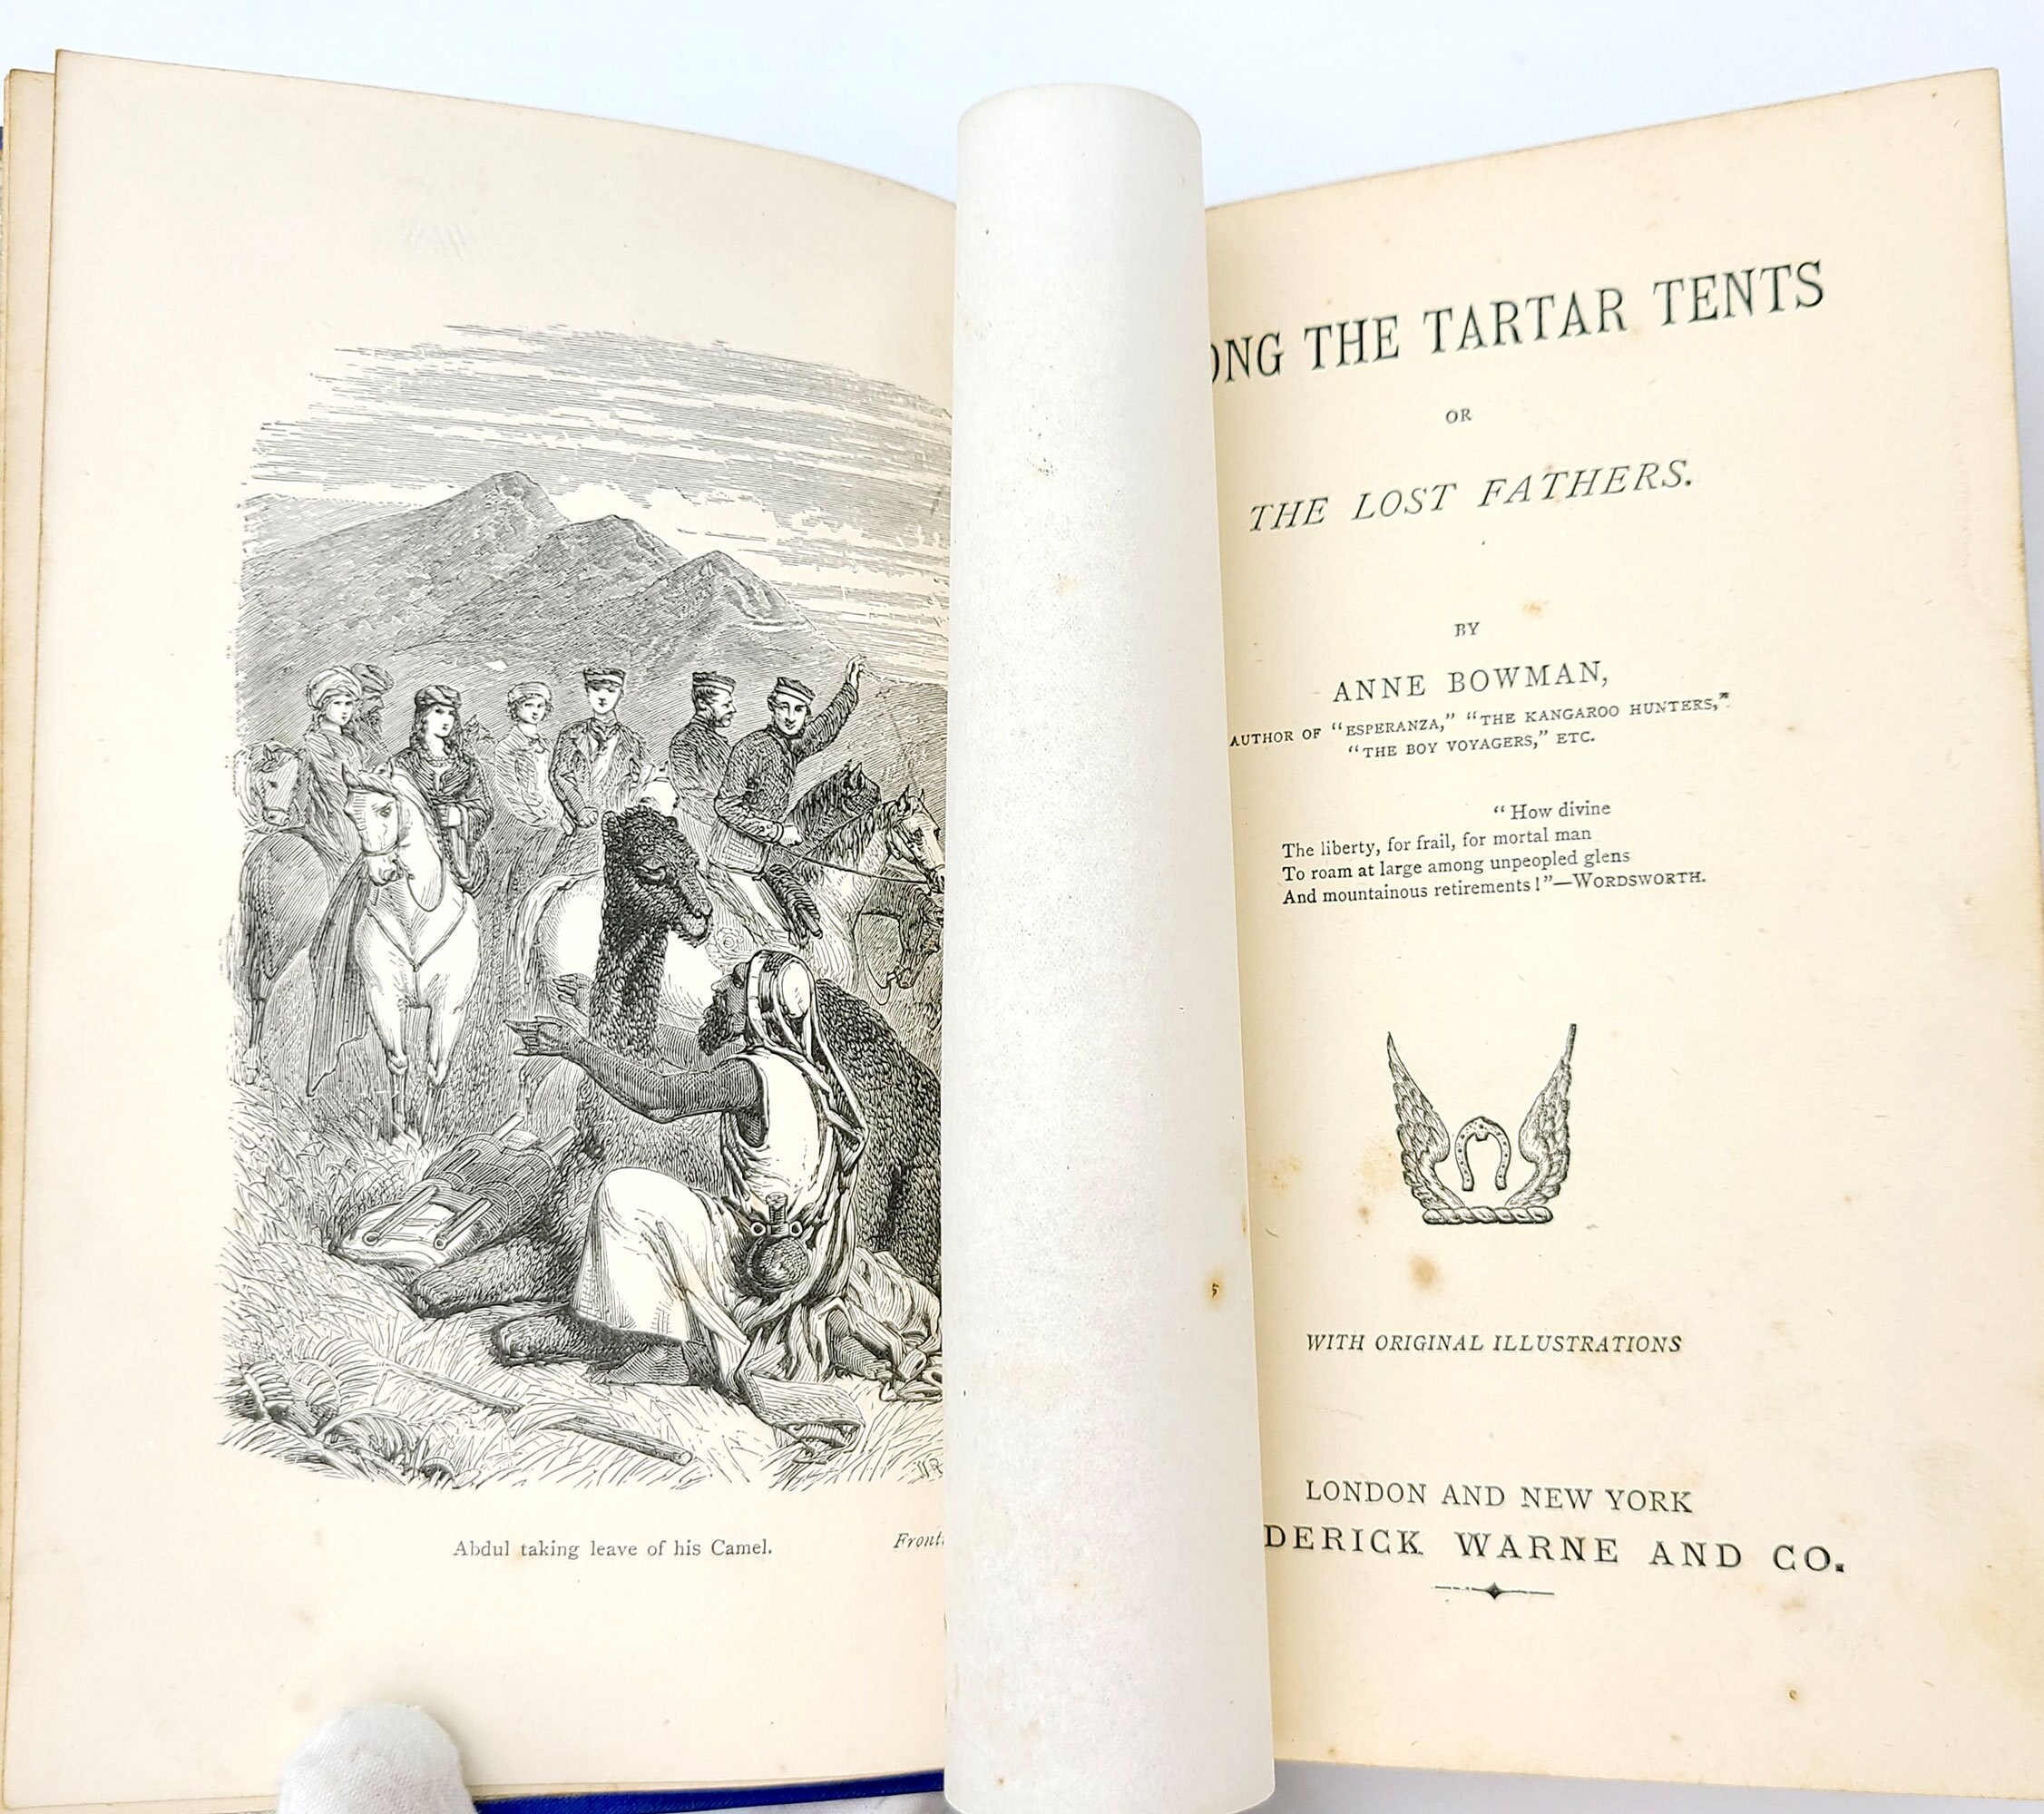 Abdul taking leave of his Camel.
Front
ONG THE TARTAR TENTS
OR
THE LOST FATHERS.
BY
ANNE BOWMAN,
AUTHOR OF "ESPERANZA," "THE KANGAROO HUNTERS,"
"THE BOY VOYAGERS," ETC.
"How divine
The liberty, for frail, for mortal man
To roam at large among unpeopled glens
And mountainous retirements!"—WORDSWORTH.
WITH ORIGINAL ILLUSTRATIONS
LONDON AND NEW YORK
DERICK WARNE AND CO.